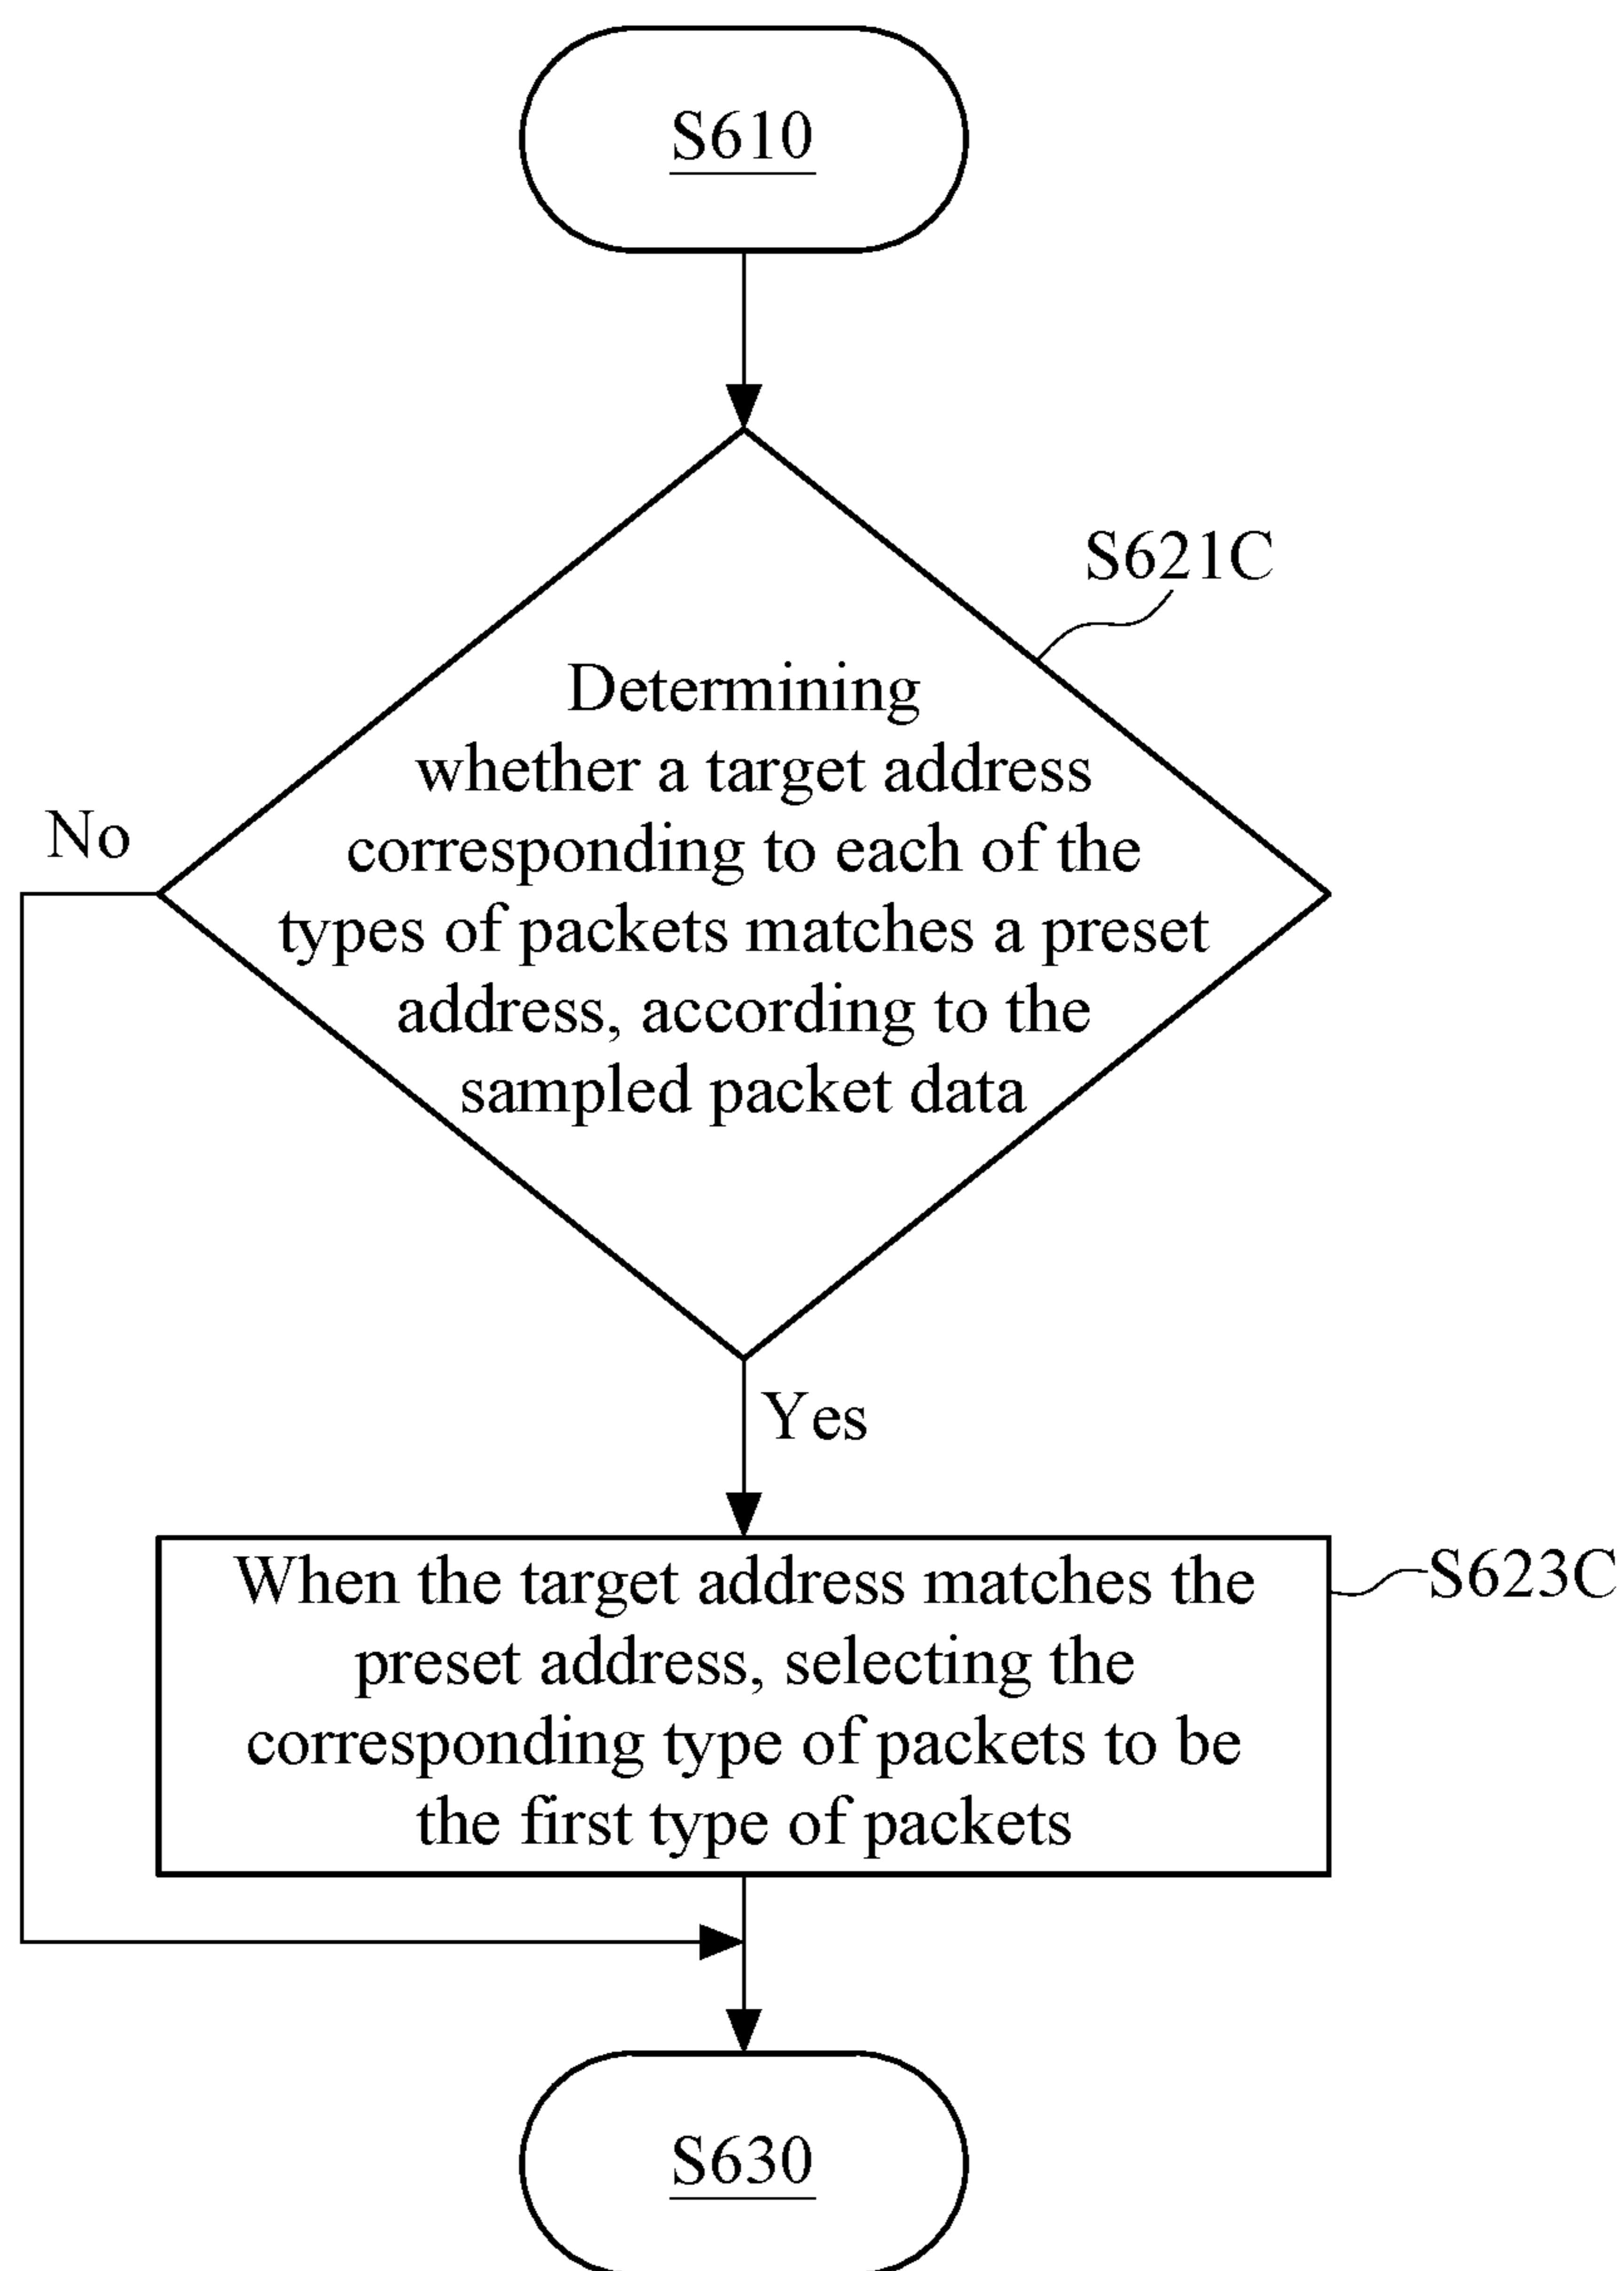 S610
S621C
Determining
whether a target address
corresponding to each of the
types of packets matches a preset
address, according to the
sampled packet data
No
Yes
When the target address matches the
preset address, selecting the
corresponding type of packets to be
the first type of packets
S623C
S630